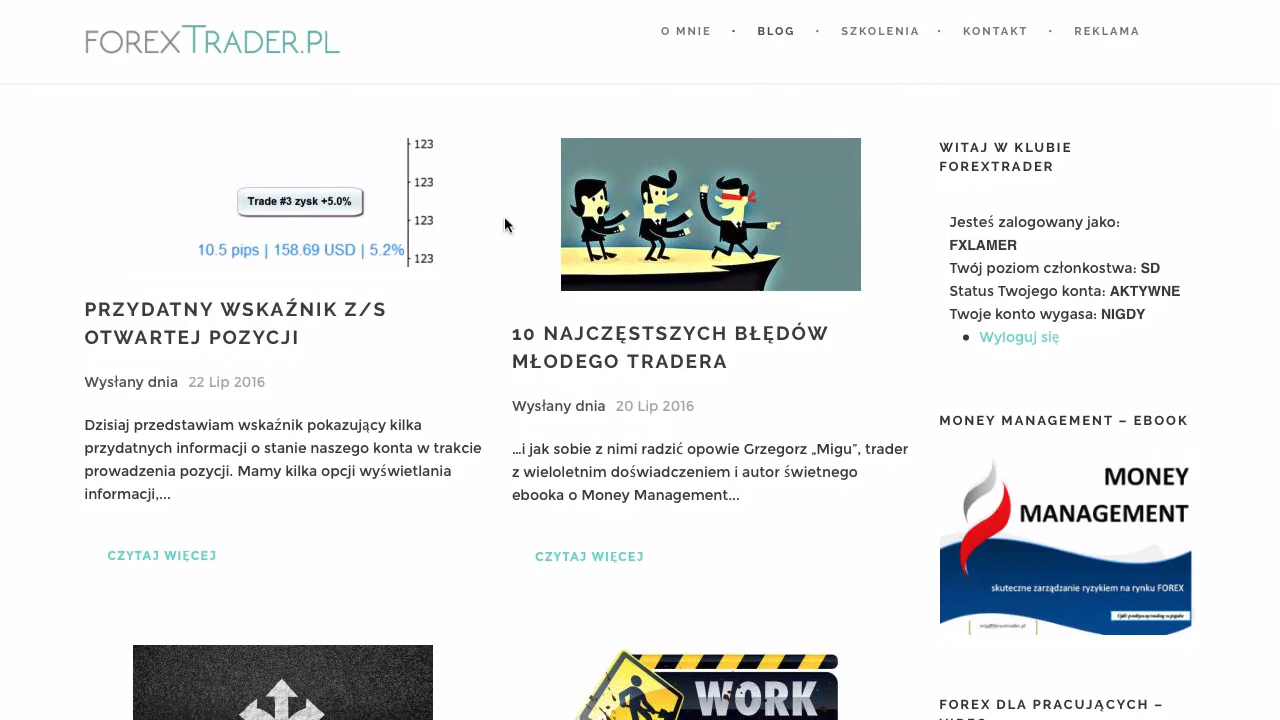 FOREXTRADER.PL
O MNIE • BLOG • SZKOLENIA • KONTAKT • REKLAMA
123
123
Trade #3 zysk +5.0%
123
10.5 pips | 158.69 USD | 5.2%
123
PRZYDATNY WSKAŹNIK Z/S
OTWARTEJ POZYCJI
Wysłany dnia 22 Lip 2016
Dzisiaj przedstawiam wskaźnik pokazujący kilka
przydatnych informacji o stanie naszego konta w trakcie
prowadzenia pozycji. Mamy kilka opcji wyświetlania
informacji,...
CZYTAJ WIĘCEJ
10 NAJCZĘSTSZYCH BŁĘDÓW
MŁODEGO TRADERA
Wysłany dnia 20 Lip 2016
...i jak sobie z nimi radzić opowie Grzegorz „Migu”, trader
z wieloletnim doświadczeniem i autor świetnego
ebooka o Money Management...
CZYTAJ WIĘCEJ
WORK
WITAJ W KLUBIE
FOREXTRADER
Jesteś zalogowany jako:
FXLAMER
Twój poziom członkostwa: SD
Status Twojego konta: AKTYWNE
Twoje konto wygasa: NIGDY
• Wyloguj się
MONEY MANAGEMENT – EBOOK
MONEY
MANAGEMENT
skuteczne zarządzanie ryzykiem na rynku FOREX
FOREX DLA PRACUJĄCYCH –